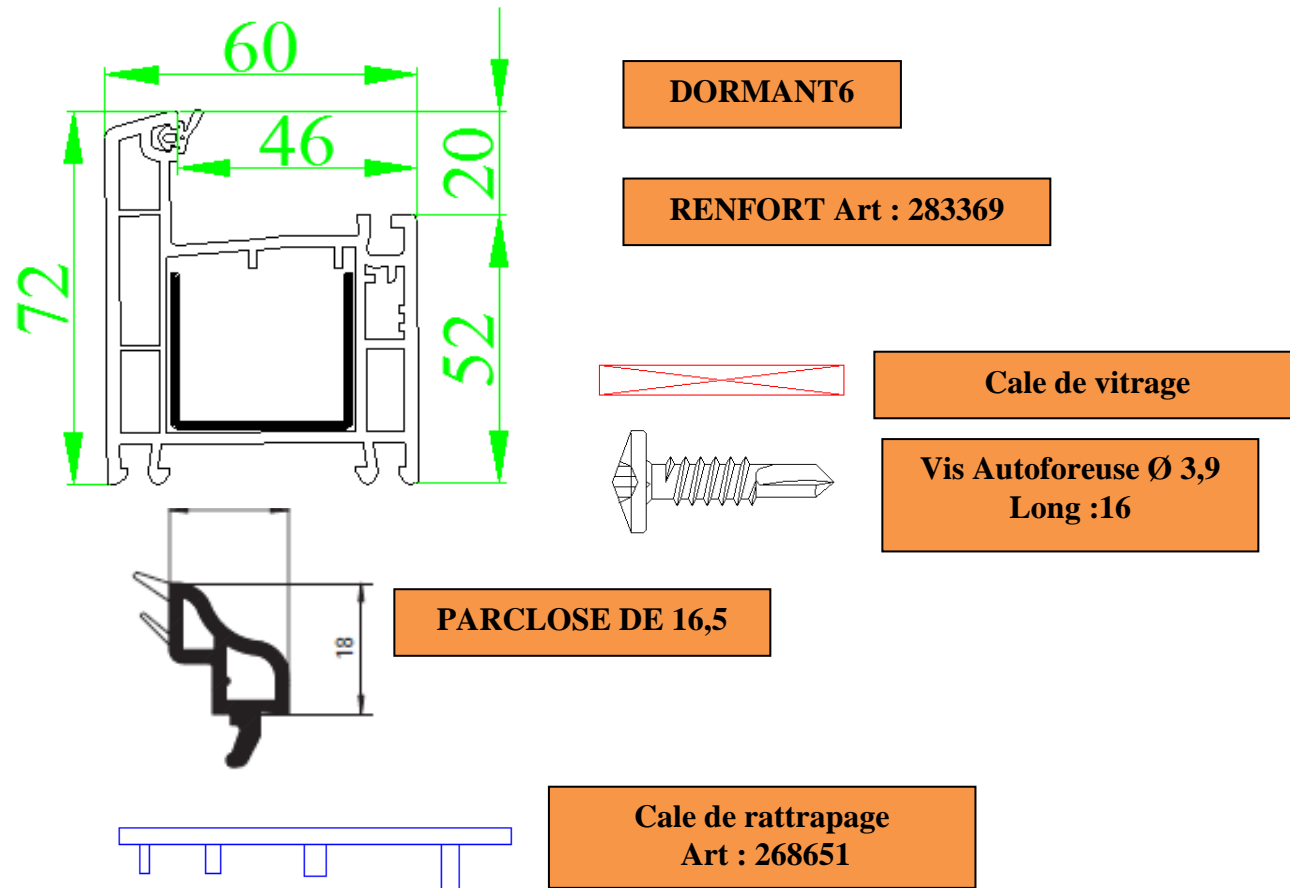 60
DORMANT6
46
20
RENFORT Art : 283369
72
52
Cale de vitrage
Vis Autoforeuse Ø 3,9
Long :16
PARCLOSE DE 16,5
18
Cale de rattrapage
Art : 268651